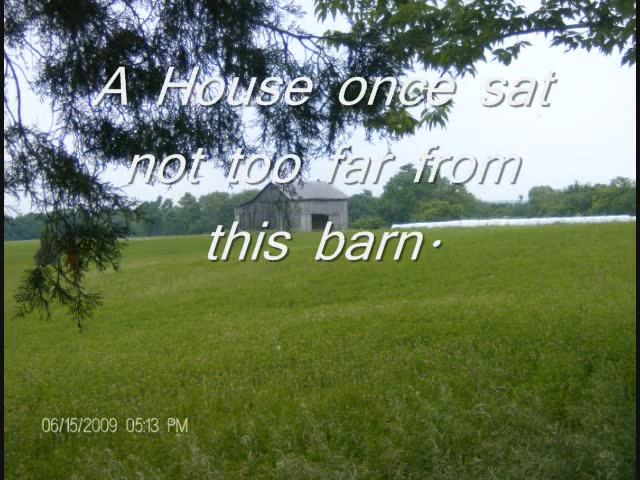 A House once sat
not too far from
this barn.
06/15/2009 05:13 PM